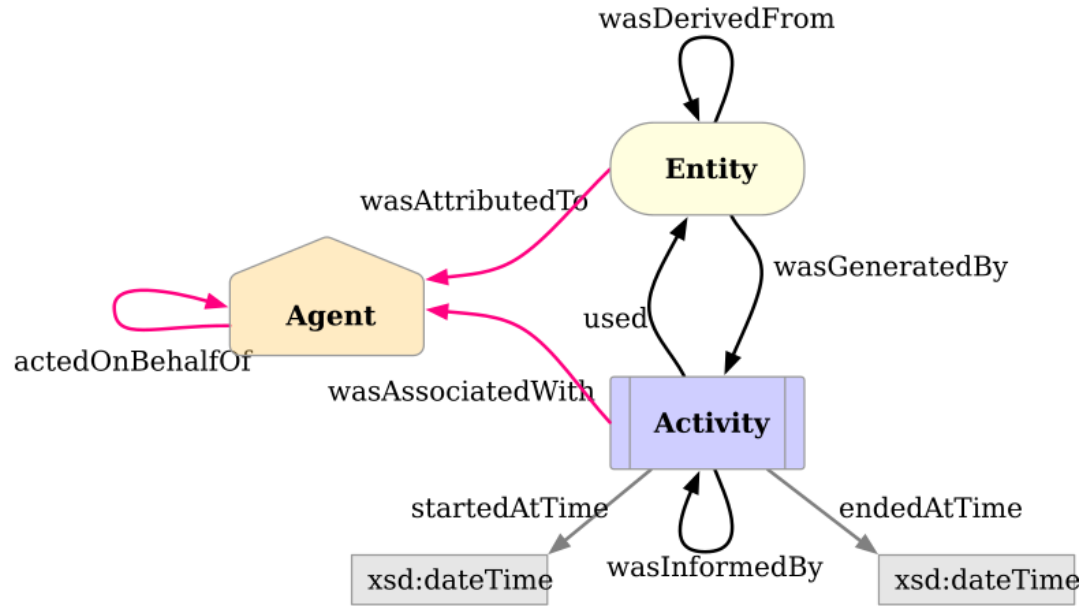 wasDerivedFrom
Entity
wasAttributedTo
wasGeneratedBy
Agent
used
actedOnBehalfOf
wasAssociatedWith
Activity
startedAtTime
endedAtTime
wasInformedBy
xsd:dateTime
xsd:dateTime